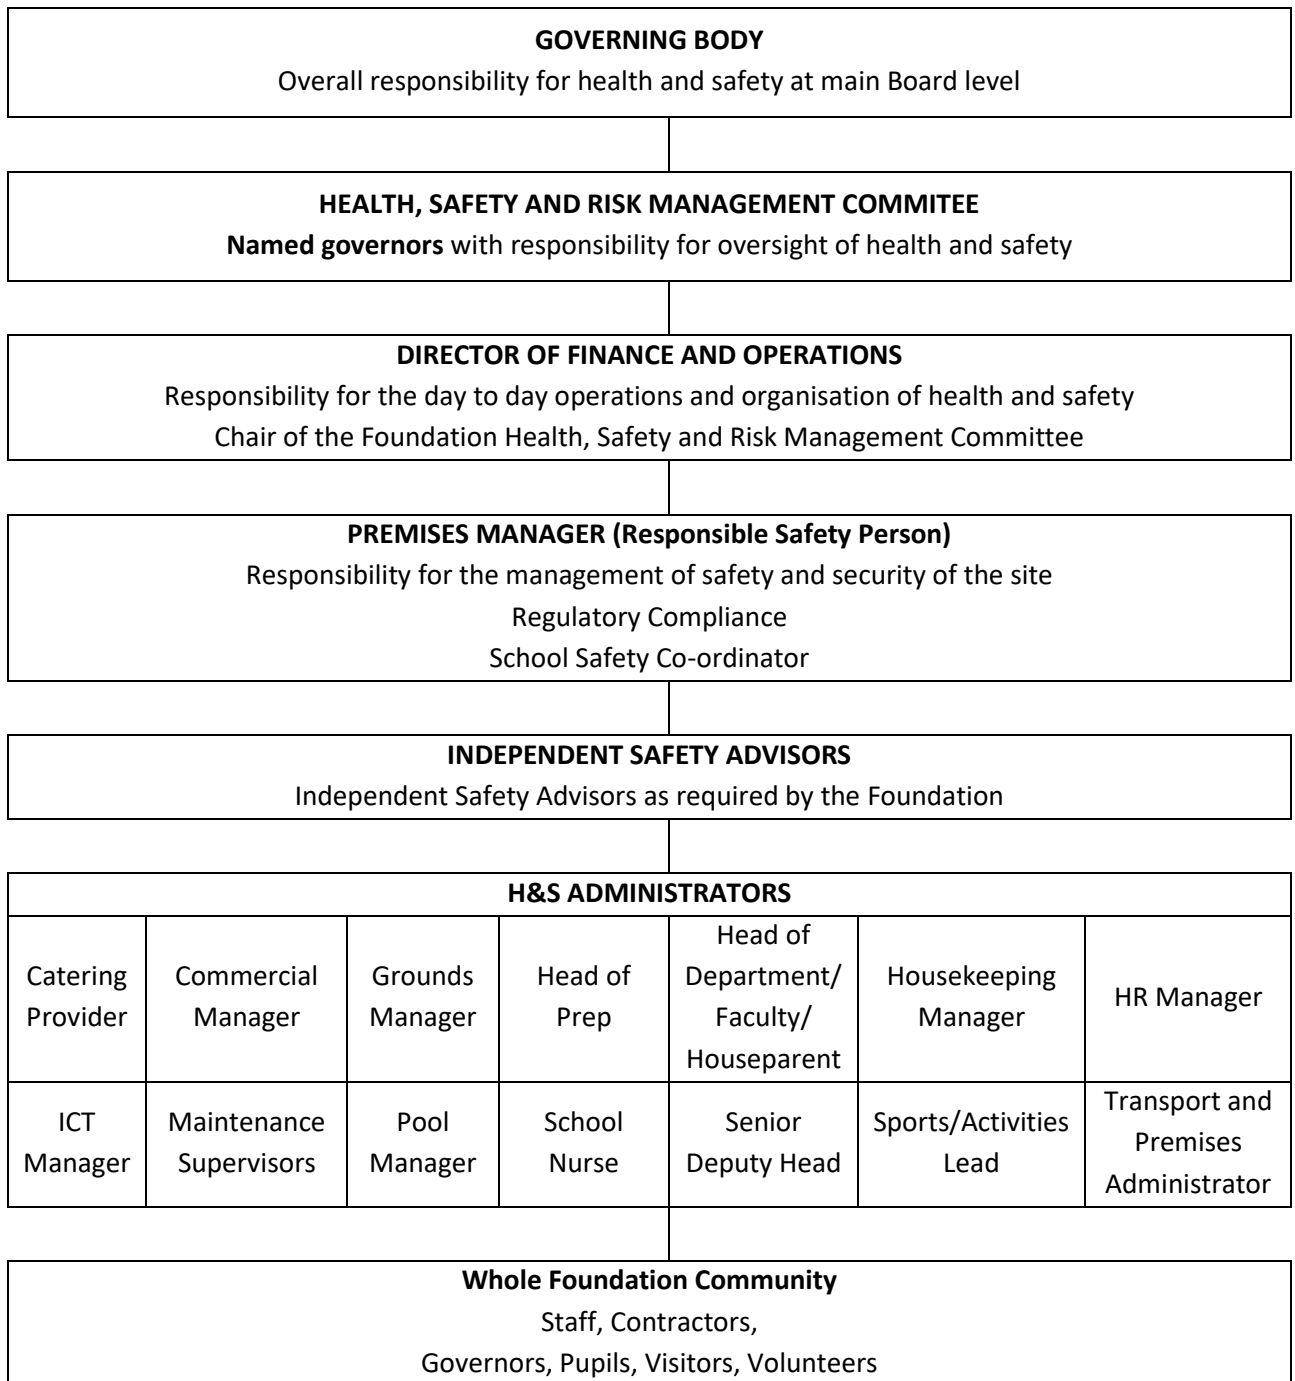 GOVERNING BODY
Overall responsibility for health and safety at main Board level
HEALTH, SAFETY AND RISK MANAGEMENT COMMITEE
Named governors with responsibility for oversight of health and safety
DIRECTOR OF FINANCE AND OPERATIONS
Responsibility for the day to day operations and organisation of health and safety
Chair of the Foundation Health, Safety and Risk Management Committee
PREMISES MANAGER (Responsible Safety Person)
Responsibility for the management of safety and security of the site
Regulatory Compliance
School Safety Co-ordinator
INDEPENDENT SAFETY ADVISORS
Independent Safety Advisors as required by the Foundation
H&S ADMINISTRATORS
Catering
Provider
Commercial
Manager
Grounds
Manager
Head of
Prep
Head of
Department/
Faculty/
Houseparent
Housekeeping
Manager
HR Manager
ICT
Manager
Maintenance
Supervisors
Pool
Manager
School
Nurse
Senior
Deputy Head
Sports/Activities
Lead
Transport and
Premises
Administrator
Whole Foundation Community
Staff, Contractors,
Governors, Pupils, Visitors, Volunteers